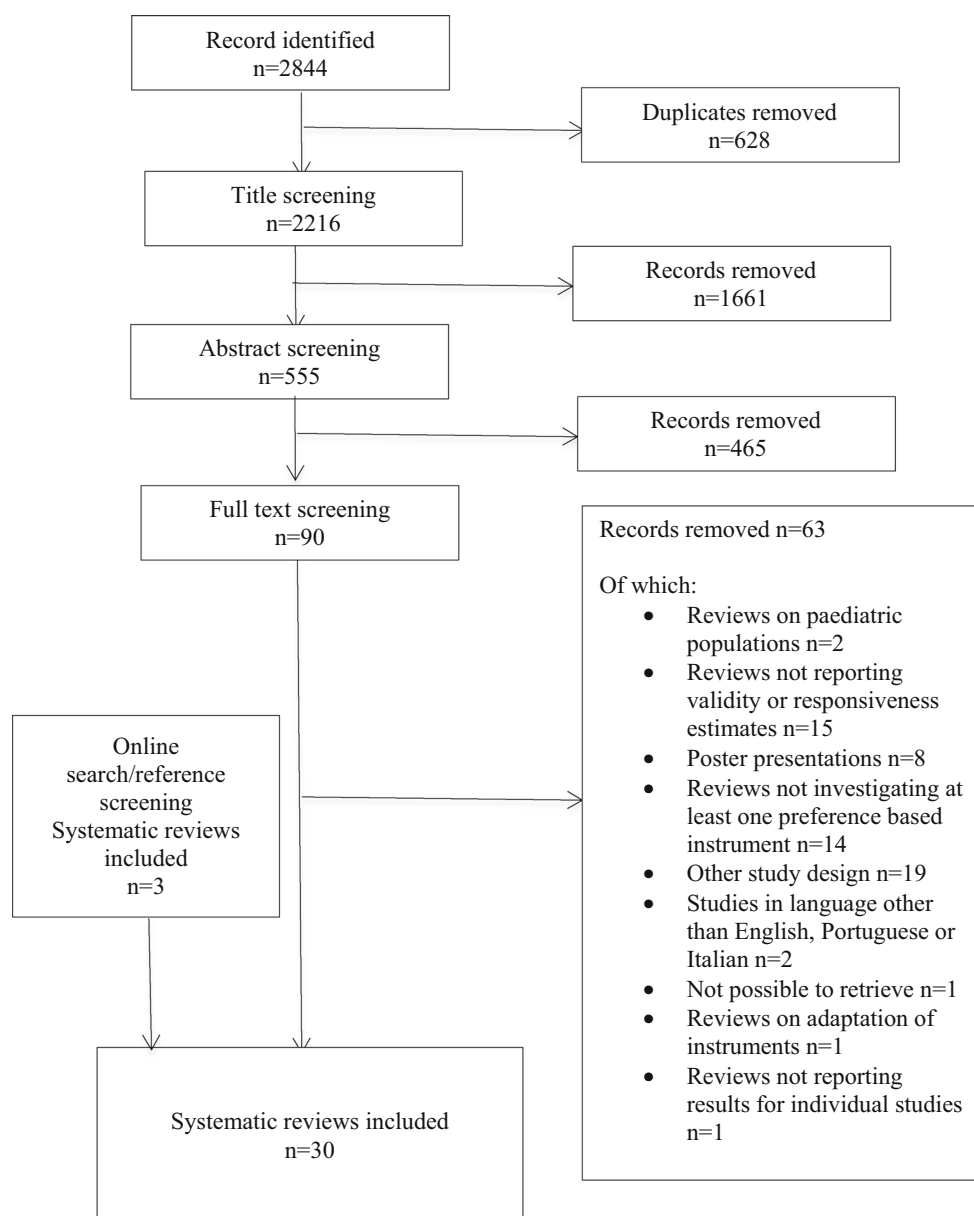 Record identified
n=2844
Duplicates removed
n=628
Title screening
n=2216
Records removed
n=1661
Abstract screening
n=555
Records removed
n=465
Full text screening
n=90
Records removed n=63
Of which:
• Reviews on paediatric
populations n=2
• Reviews not reporting
validity or responsiveness
estimates n=15
• Poster presentations n=8
• Reviews not investigating at
least one preference based
instrument n=14
• Other study design n=19
• Studies in language other
than English, Portuguese or
Italian n=2
• Not possible to retrieve n=1
• Reviews on adaptation of
instruments n=1
• Reviews not reporting
results for individual studies
n=1
Online
search/reference
screening
Systematic reviews
included
n=3
Systematic reviews included
n=30